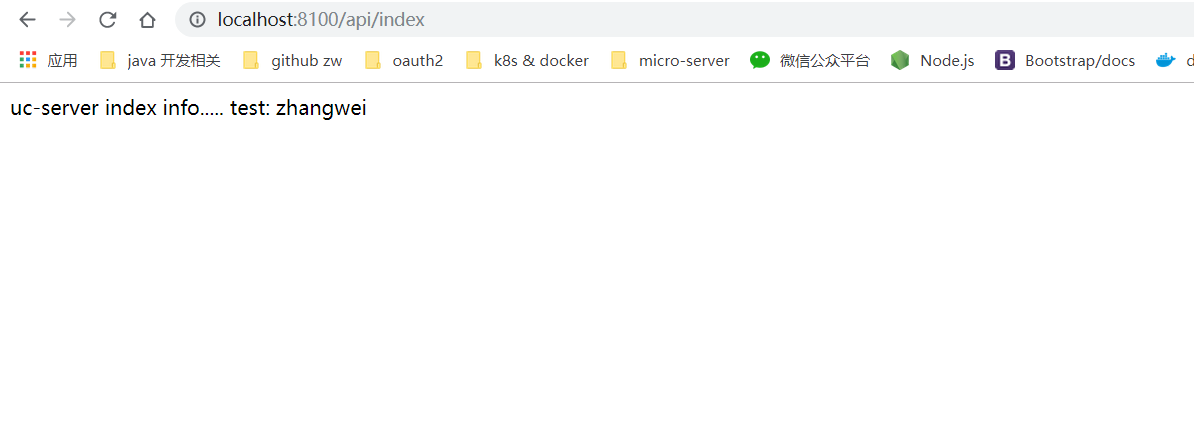 localhost:8100/api/index
应用 java 开发相关 github zw oauth2 k8s & docker micro-server 微信公众平台 Node.js B Bootstrap/docs d
uc-server index info..... test: zhangwei